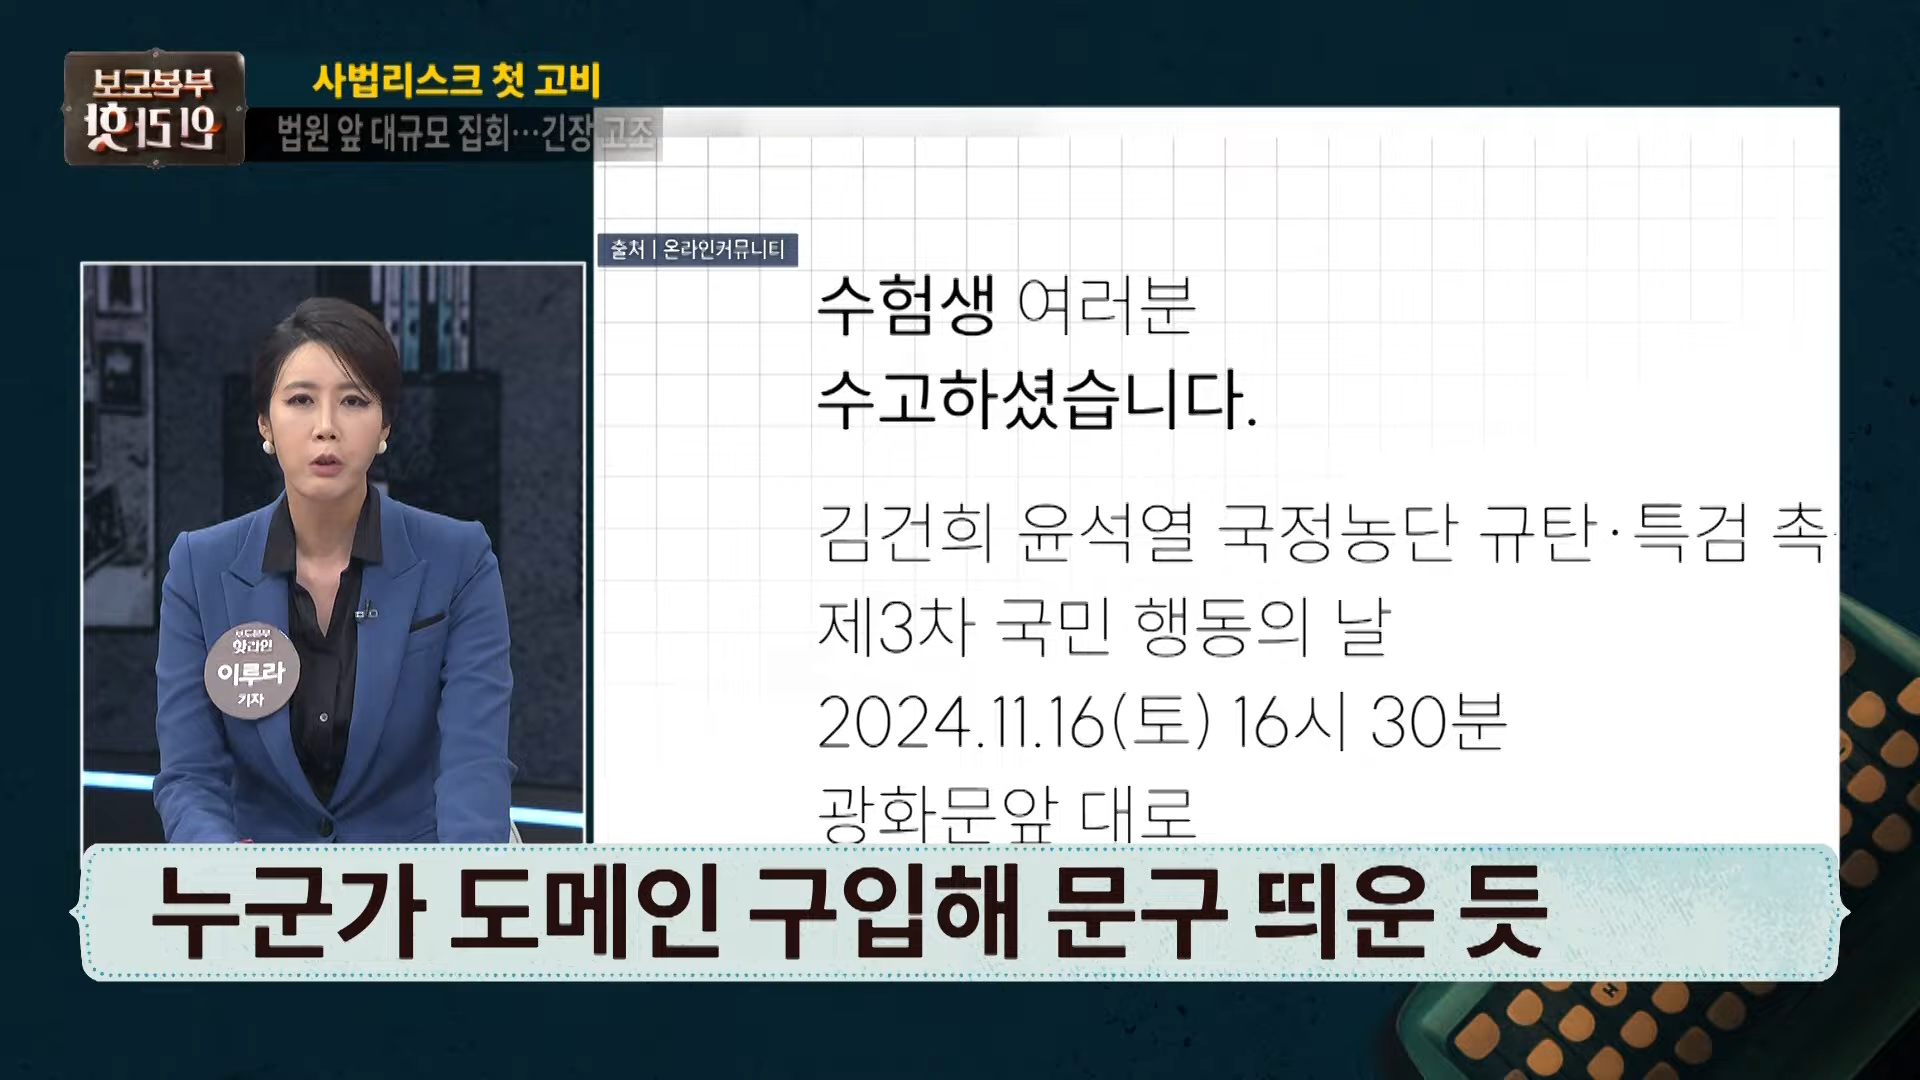 사법리스크 첫 고비
법원 앞 대규모 집회…긴장 고조
출처 | 온라인커뮤니티
수험생 여러분
수고하셨습니다.
김건희 윤석열 국정농단 규탄·특검 촉
제3차 국민 행동의 날
2024.11.16(토) 16시 30분
광화문앞 대로
보도본부
핫라인
이루라
기자
누군가 도메인 구입해 문구 띄운 듯